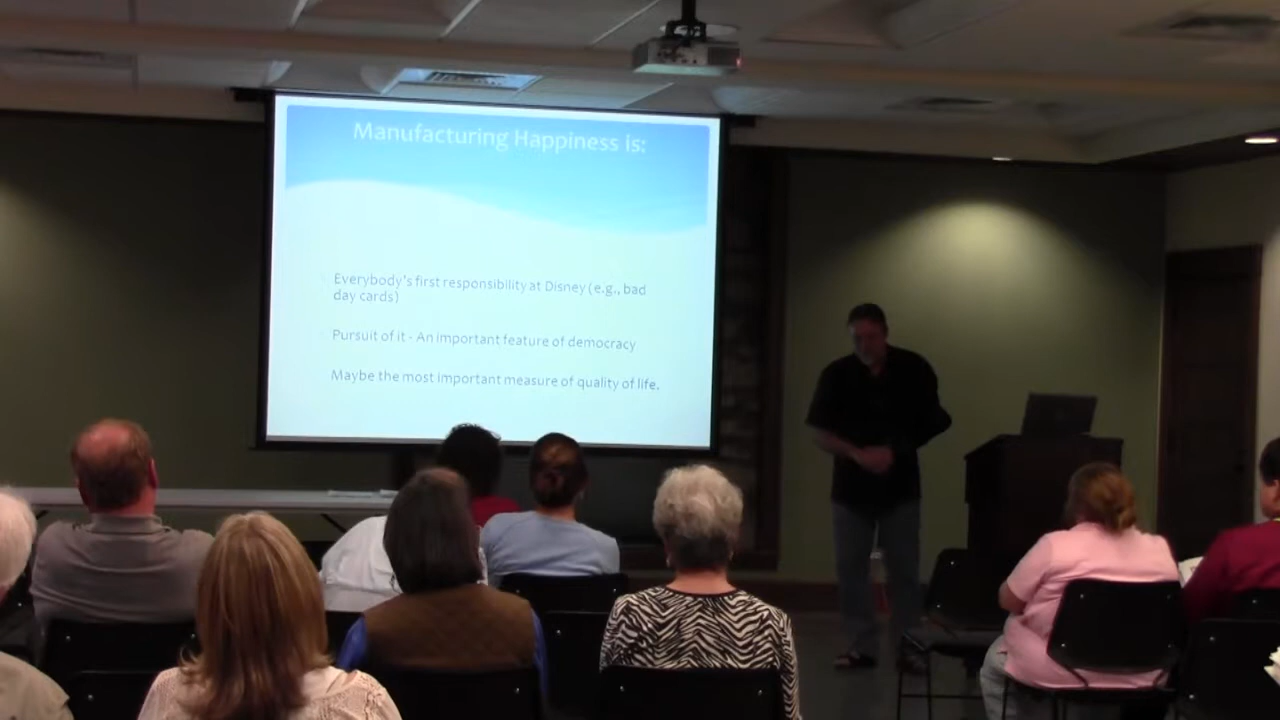 Manufacturing Happiness is:
Everybody's first responsibility at Disney (e.g., bad
day cards)
Pursuit of it - An important feature of democracy
Maybe the most important measure of quality of life.